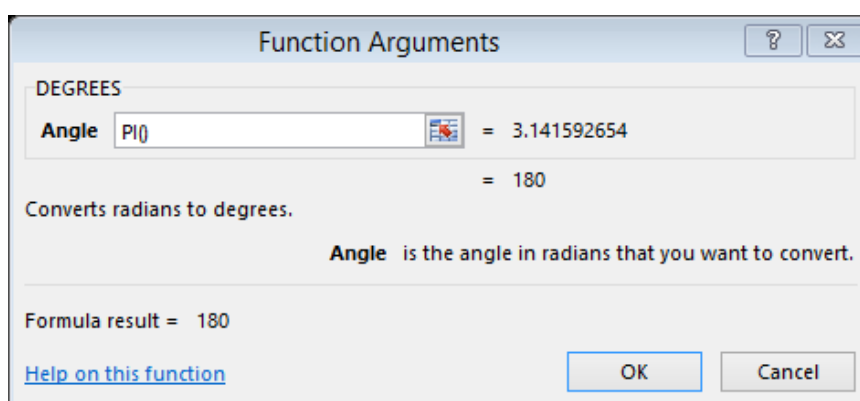 Function Arguments
DEGREES
Angle PI() = 3.141592654
= 180
Converts radians to degrees.
Angle is the angle in radians that you want to convert.
Formula result = 180
Help on this function
OK Cancel